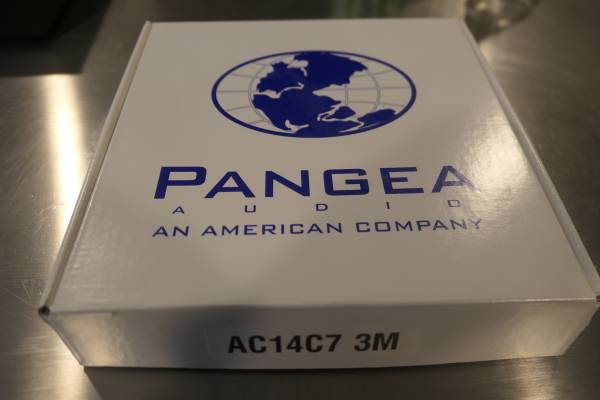 PANGEA
AUDIO
AN AMERICAN COMPANY
AC14C7 3M